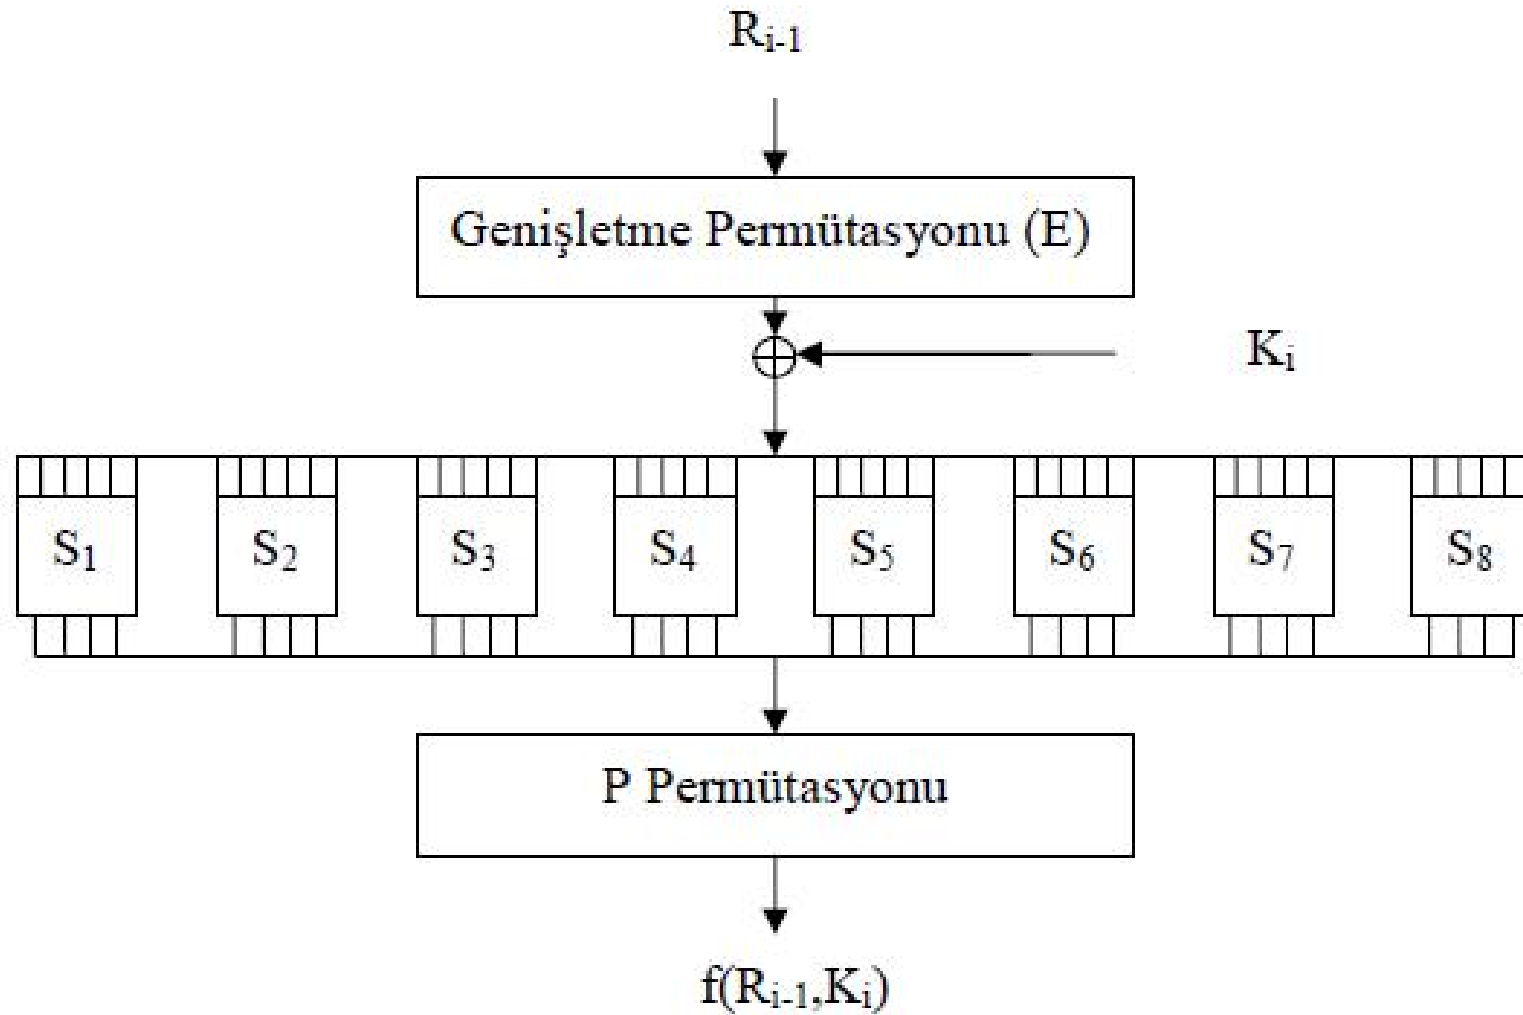 Rᵢ₋₁
Genişletme Permütasyonu (E)
Kᵢ
S₁ S₂ S₃ S₄ S₅ S₆ S₇ S₈
P Permütasyonu
f(Rᵢ₋₁,Kᵢ)